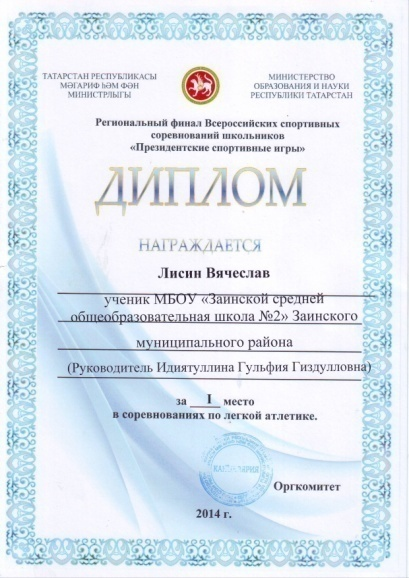 ТАТАРСТАН РЕСПУБЛИКАСЫ
МӘГАРИФ ҺӘМ ФӘН
МИНИСТРЛЫГЫ
МИНИСТЕРСТВО
ОБРАЗОВАНИЯ И НАУКИ
РЕСПУБЛИКИ ТАТАРСТАН
Региональный финал Всероссийских спортивных
соревнований школьников
«Президентские спортивные игры»
ДИПЛОМ
НАГРАЖДАЕТСЯ
Лисин Вячеслав
ученик МБОУ «Заинской средней
общеобразовательная школа №2» Заинского
муниципального района
(Руководитель Идиятуллина Гульфия Гиздулловна)
за I место
в соревнованиях по легкой атлетике.
КАНЦЕЛЯРИЯ
Оргкомитет
2014 г.